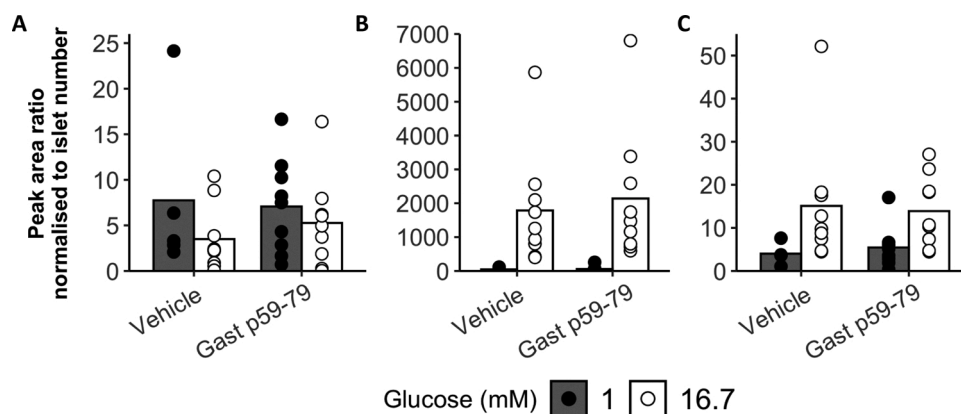 A
B
C
Peak area ratio
normalised to islet number
25
20
15
10
5
0
Vehicle
Gast p59-79
7000
6000
5000
4000
3000
2000
1000
0
Vehicle
Gast p59-79
50
40
30
20
10
0
Vehicle
Gast p59-79
Glucose (mM) 1 16.7